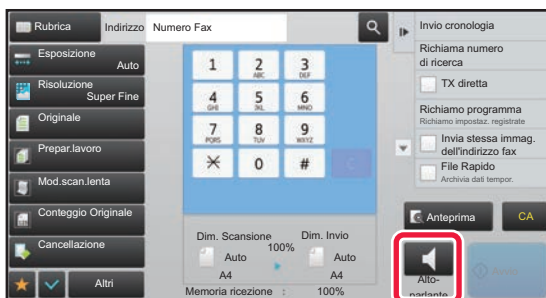 Rubrica
Indirizzo
Numero Fax
Esposizione
Auto
Risoluzione
Super Fine
Originale
Prepar.lavoro
Mod.scan.lenta
Conteggio Originale
Cancellazione
Altri
1
2
ABC
3
DEF
4
GHI
5
JKL
6
MNO
7
PQRS
8
TUV
9
WXYZ
0
#
C
Dim. Scansione
Dim. Invio
100%
Auto
Auto
A4
A4
Memoria ricezione : 100%
Invio cronologia
Richiama numero
di ricerca
TX diretta
Richiamo programma
Richiamo impostaz. registrate
Invia stessa immag.
dell'indirizzo fax
File Rapido
Archivia dati tempor.
Anteprima
CA
Alto-
parlante